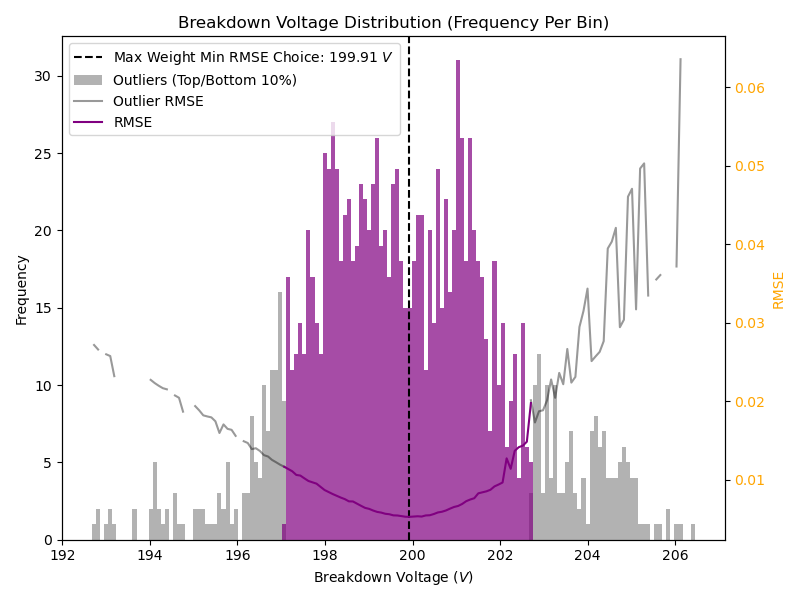 Breakdown Voltage Distribution (Frequency Per Bin)
Max Weight Min RMSE Choice: 199.91 V
Outliers (Top/Bottom 10%)
Outlier RMSE
RMSE
30
25
20
15
10
5
0
Frequency
0.06
0.05
0.04
0.03
0.02
0.01
RMSE
192 194 196 198 200 202 204 206
Breakdown Voltage (V)